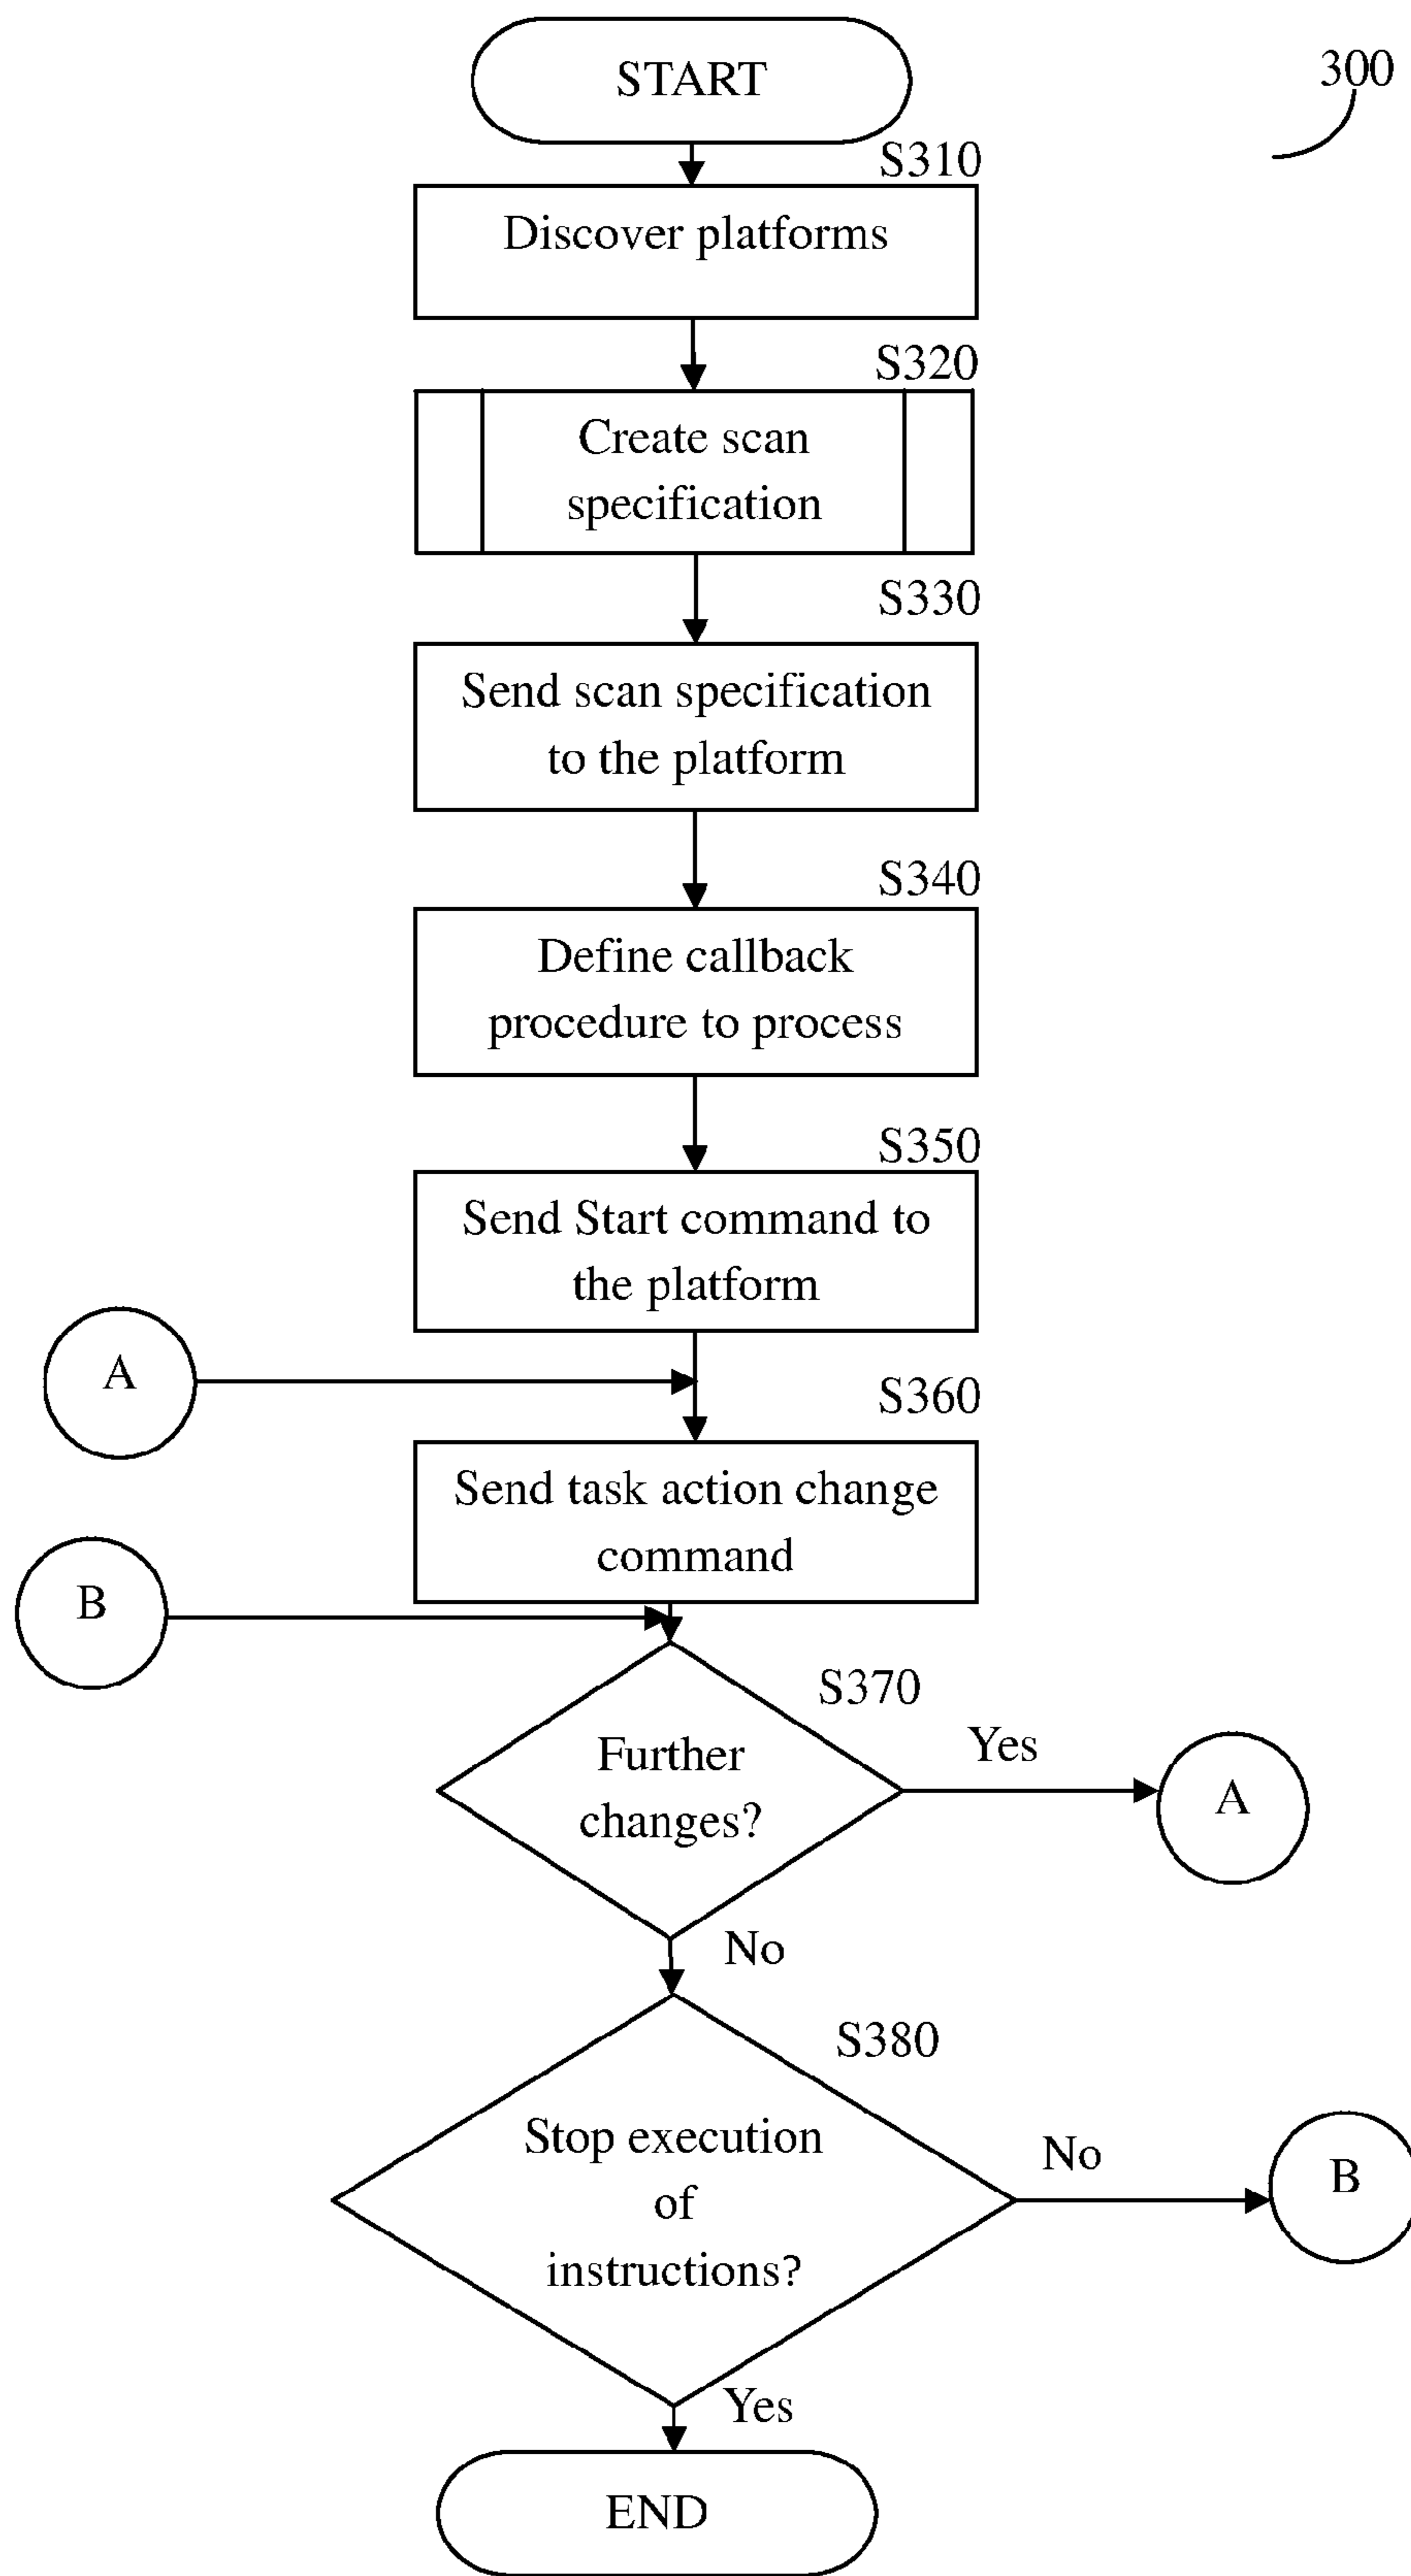 START
300
S310
Discover platforms
S320
Create scan
specification
S330
Send scan specification
to the platform
S340
Define callback
procedure to process
S350
Send Start command to
the platform
A
S360
Send task action change
command
B
S370
Further
changes?
Yes
A
No
S380
Stop execution
of
instructions?
No
B
Yes
END